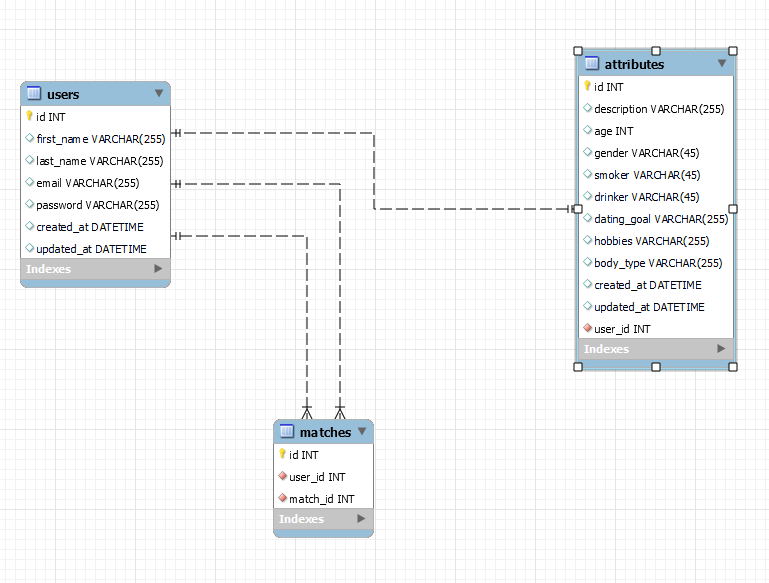 users
id INT
first_name VARCHAR(255)
last_name VARCHAR(255)
email VARCHAR(255)
password VARCHAR(255)
created_at DATETIME
updated_at DATETIME
Indexes
attributes
id INT
description VARCHAR(255)
age INT
gender VARCHAR(45)
smoker VARCHAR(45)
drinker VARCHAR(45)
dating_goal VARCHAR(255)
hobbies VARCHAR(255)
body_type VARCHAR(255)
created_at DATETIME
updated_at DATETIME
user_id INT
Indexes
matches
id INT
user_id INT
match_id INT
Indexes